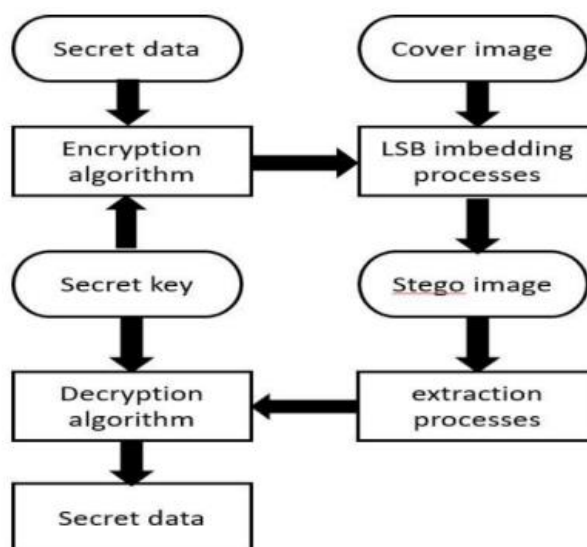 Secret data
Cover image
Encryption
algorithm
LSB imbedding
processes
Secret key
Stego image
Decryption
algorithm
extraction
processes
Secret data